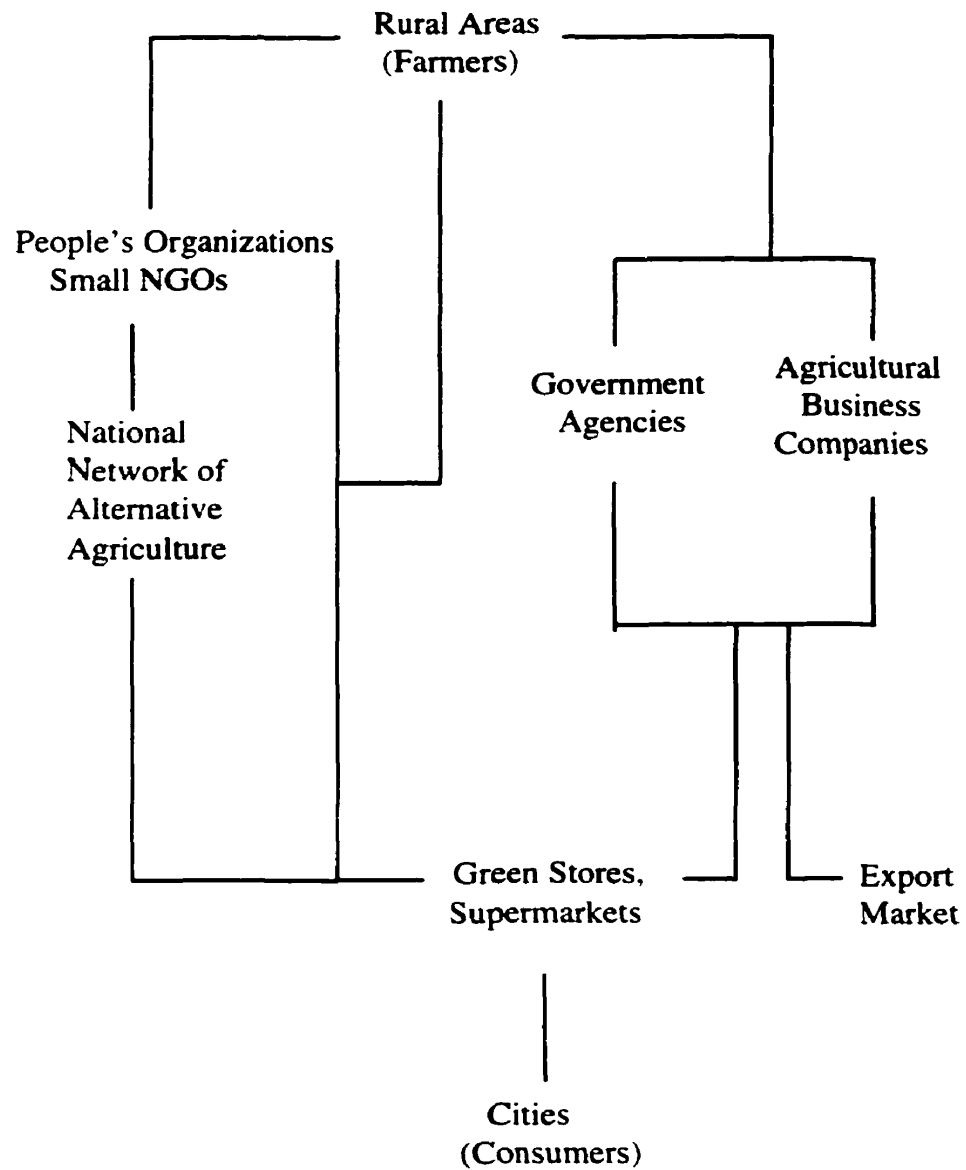 Rural Areas
(Farmers)
People's Organizations
Small NGOs
Government
Agencies
Agricultural
Business
Companies
National
Network of
Alternative
Agriculture
Green Stores,
Supermarkets
Export
Market
Cities
(Consumers)